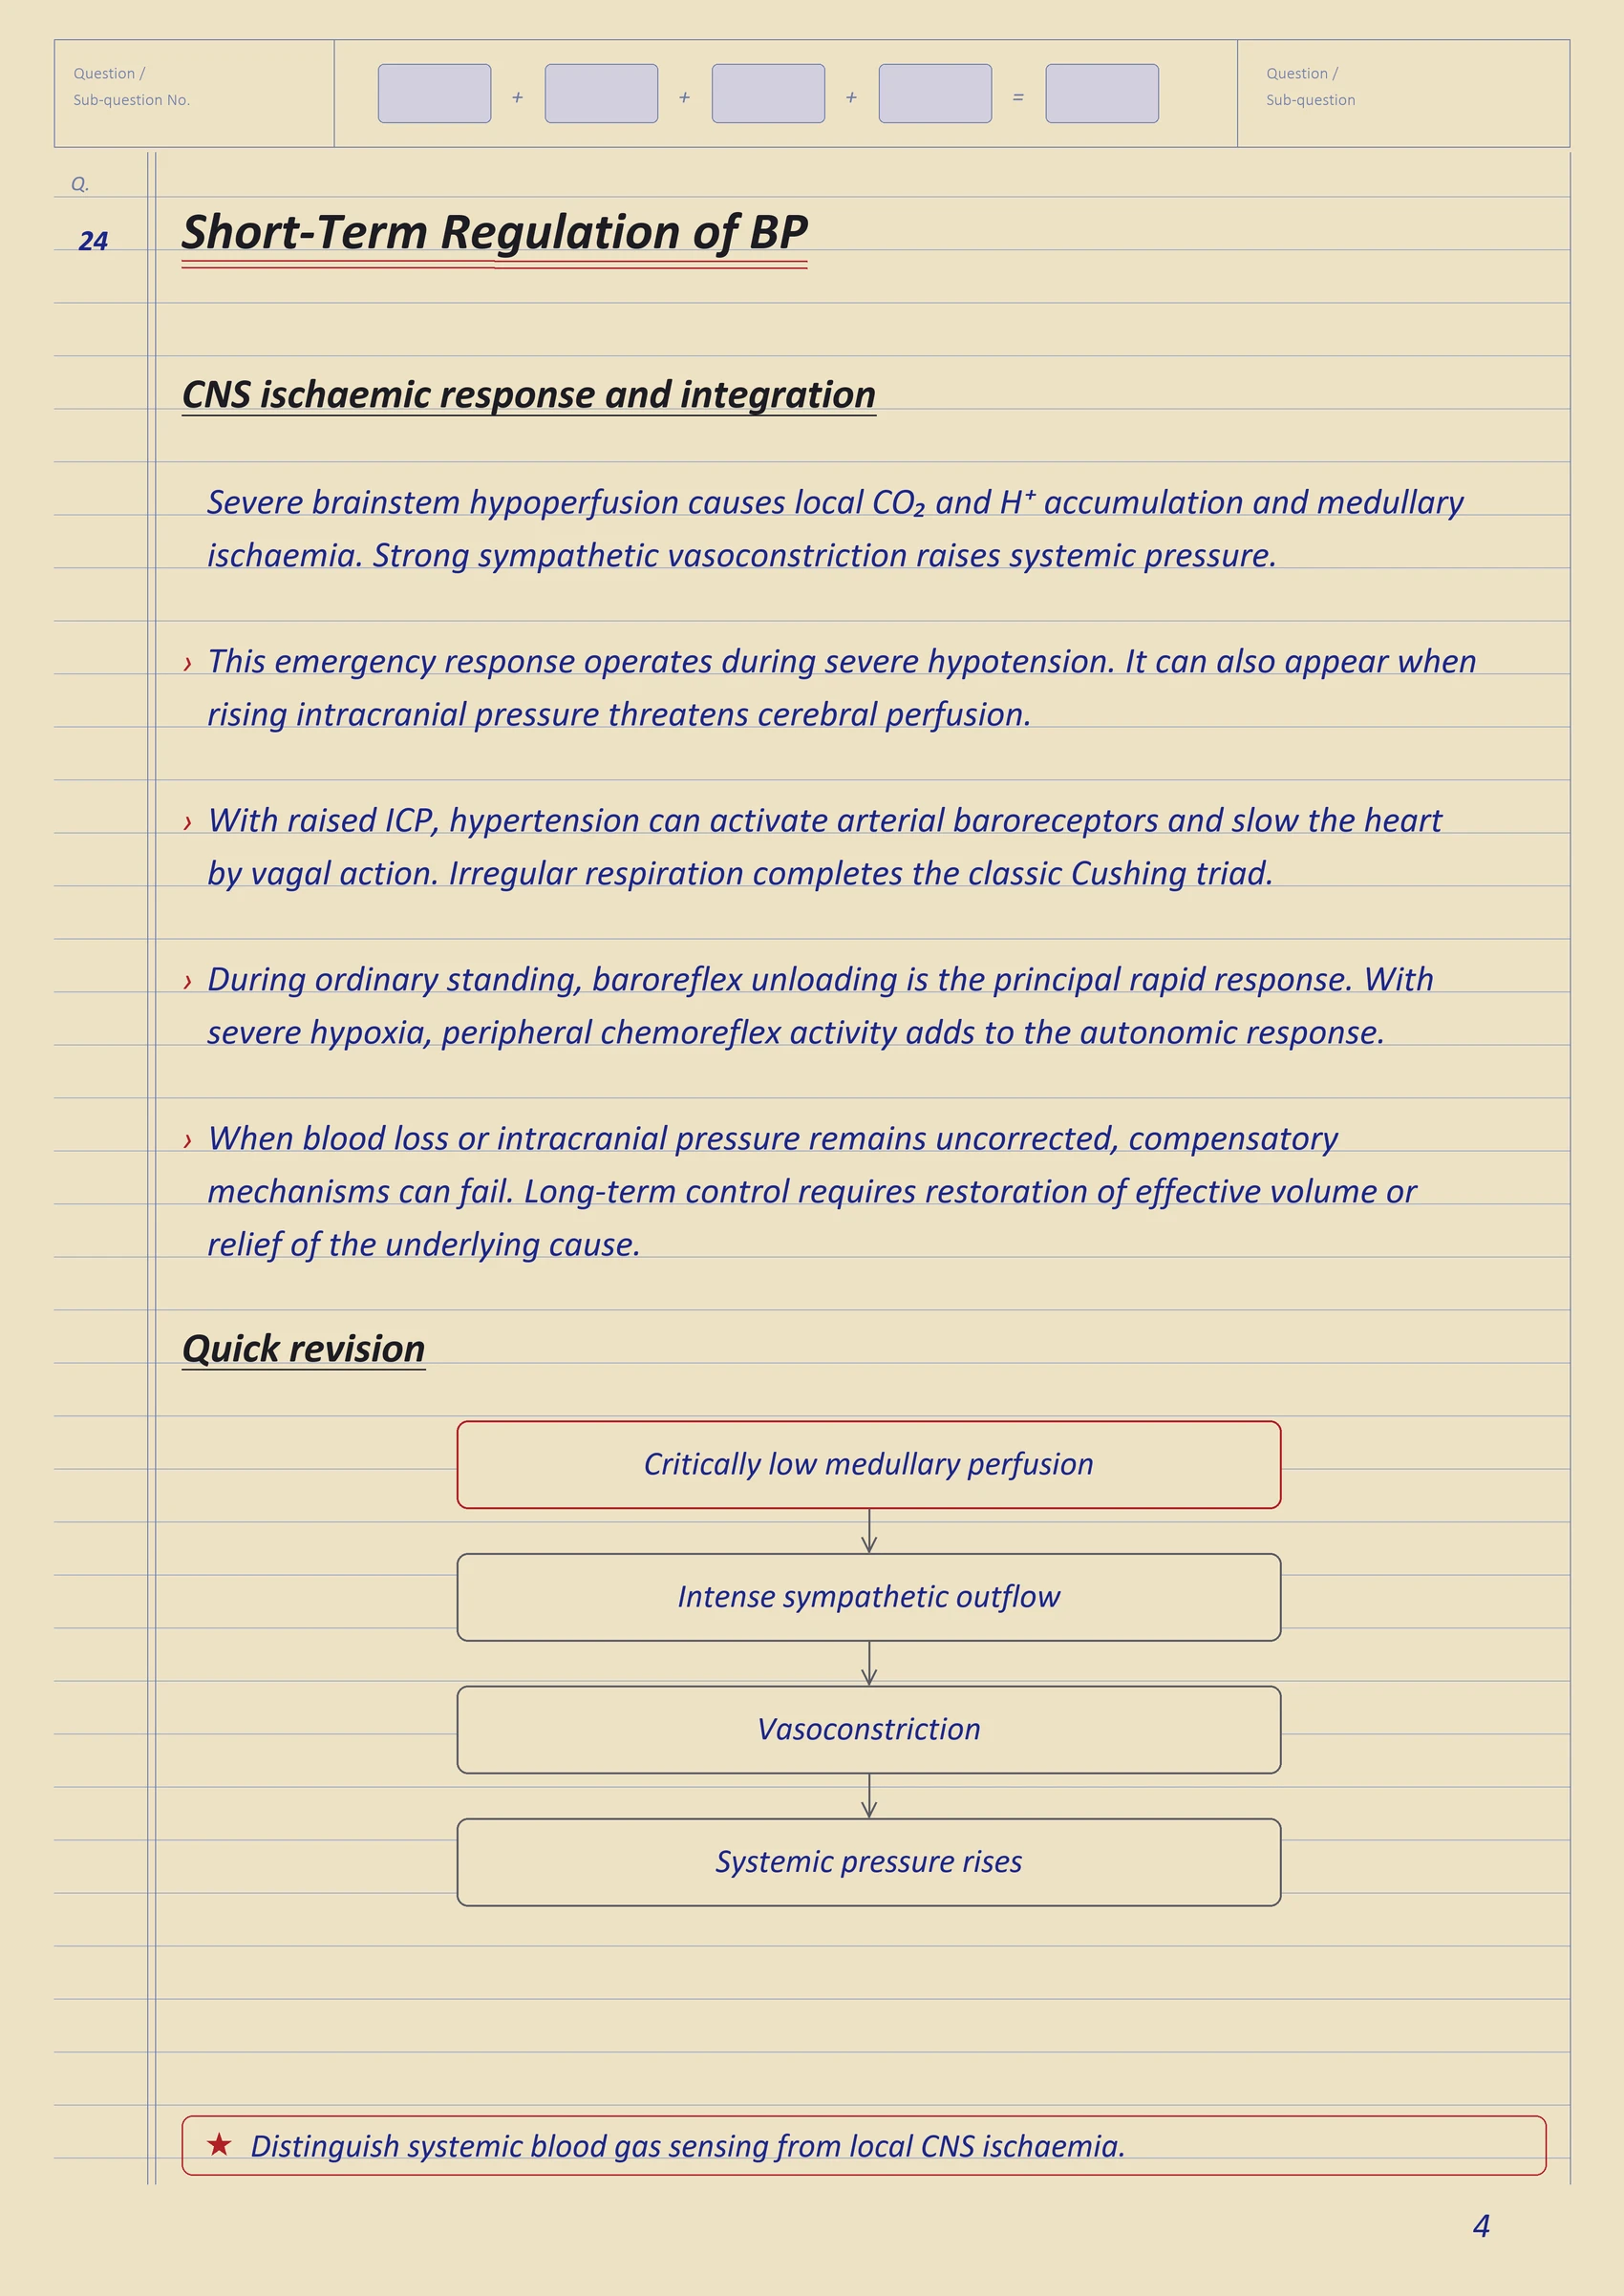 Question /
Sub-question No.
+ + + =
Question /
Sub-question
Q.
24
Short-Term Regulation of BP
CNS ischaemic response and integration
Severe brainstem hypoperfusion causes local CO₂ and H⁺ accumulation and medullary
ischaemia. Strong sympathetic vasoconstriction raises systemic pressure.
› This emergency response operates during severe hypotension. It can also appear when
rising intracranial pressure threatens cerebral perfusion.
› With raised ICP, hypertension can activate arterial baroreceptors and slow the heart
by vagal action. Irregular respiration completes the classic Cushing triad.
› During ordinary standing, baroreflex unloading is the principal rapid response. With
severe hypoxia, peripheral chemoreflex activity adds to the autonomic response.
› When blood loss or intracranial pressure remains uncorrected, compensatory
mechanisms can fail. Long-term control requires restoration of effective volume or
relief of the underlying cause.
Quick revision
Critically low medullary perfusion
Intense sympathetic outflow
Vasoconstriction
Systemic pressure rises
★ Distinguish systemic blood gas sensing from local CNS ischaemia.
4